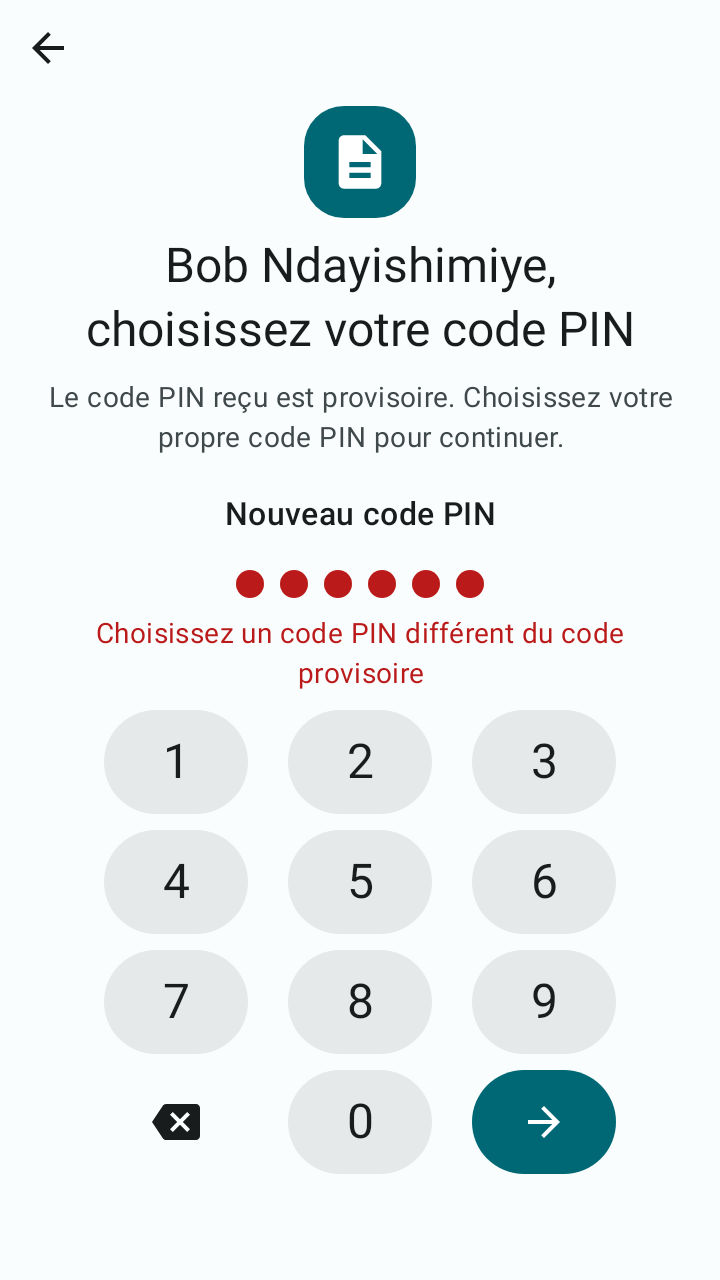 Bob Ndayishimiye,
choisissez votre code PIN
Le code PIN reçu est provisoire. Choisissez votre
propre code PIN pour continuer.
Nouveau code PIN
Choisissez un code PIN différent du code
provisoire
1 2 3
4 5 6
7 8 9
0